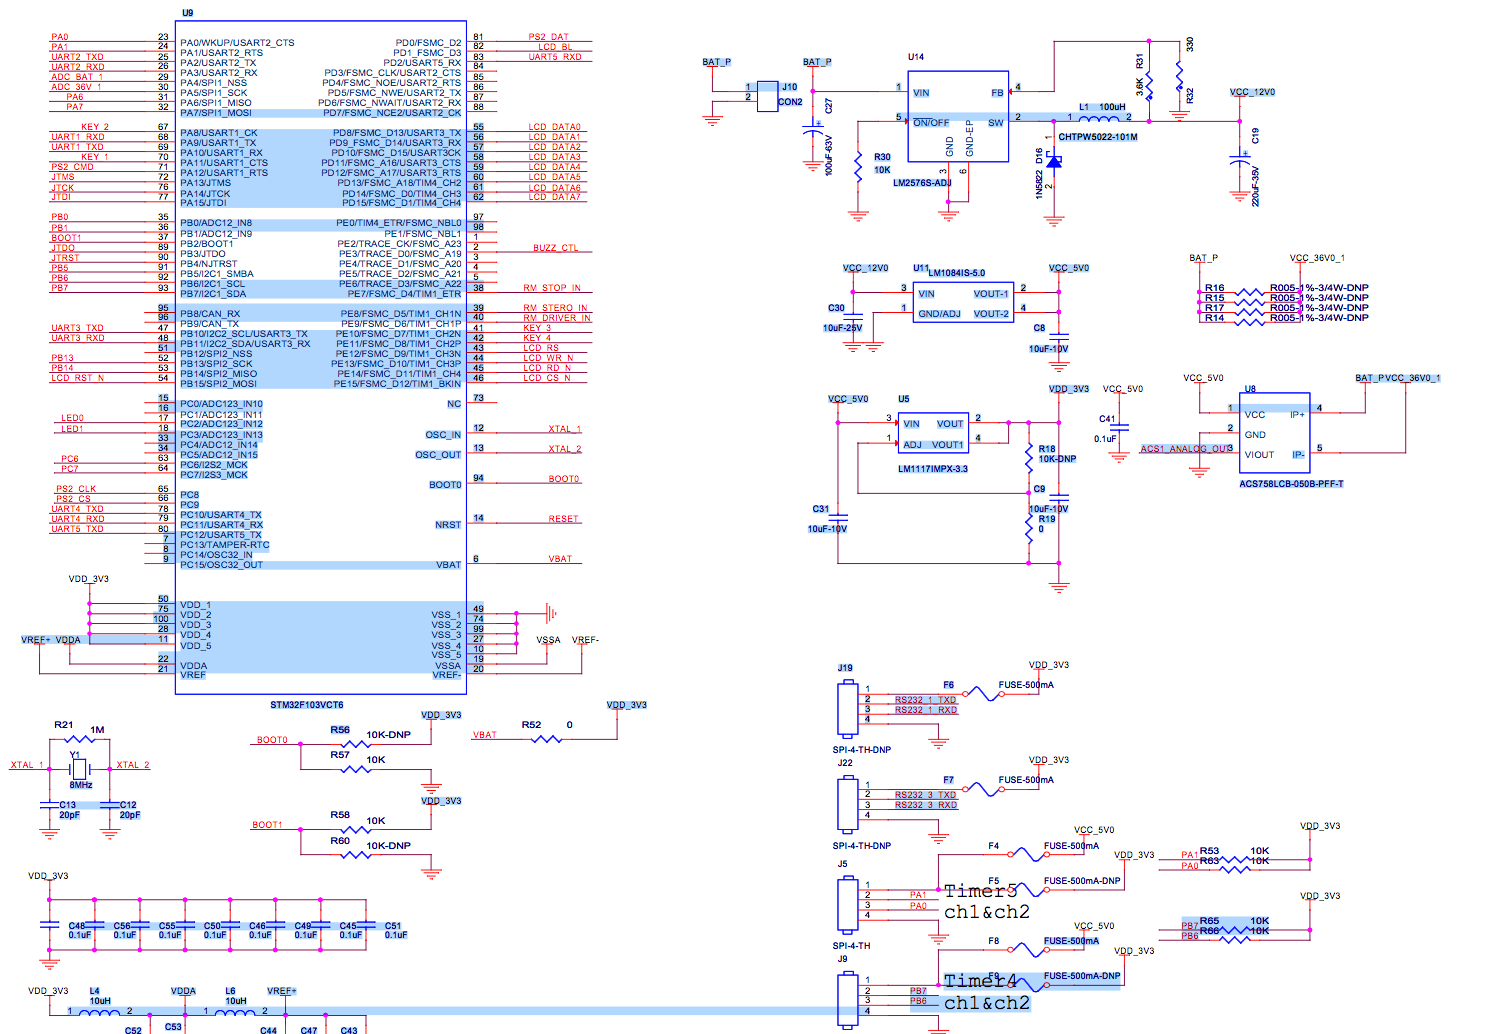 U9
PA0 23 PA0/WKUP/USART2_CTS PD0/FSMC_D2 81 PS2_DAT
PA1 24 PA1/USART2_RTS PD1_FSMC_D3 82 LCD_BL
UART2_TXD 25 PA2/USART2_TX PD2/USART5_RX 83 UART5_RXD
UART2_RXD 26 PA3/USART2_RX PD3/FSMC_CLK/USART2_CTS 84
ADC_BAT_1 29 PA4/SPI1_NSS PD4/FSMC_NOE/USART2_RTS 85
ADC_36V_1 30 PA5/SPI1_SCK PD5/FSMC_NWE/USART2_TX 86
PA6 31 PA6/SPI1_MISO PD6/FSMC_NWAIT/USART2_RX 87
PA7 32 PA7/SPI1_MOSI PD7/FSMC_NCE2/USART2_CK 88
KEY_2 67 PA8/USART1_CK PD8/FSMC_D13/USART3_TX 55 LCD_DATA0
UART1_RXD 68 PA9/USART1_TX PD9_FSMC_D14/USART3_RX 56 LCD_DATA1
UART1_TXD 69 PA10/USART1_RX PD10/FSMC_D15/USART3CK 57 LCD_DATA2
KEY_1 70 PA11/USART1_CTS PD11/FSMC_A16/USART3_CTS 58 LCD_DATA3
PS2_CMD 71 PA12/USART1_RTS PD12/FSMC_A17/USART3_RTS 59 LCD_DATA4
JTMS 72 PA13/JTMS PD13/FSMC_A18/TIM4_CH2 60 LCD_DATA5
JTCK 76 PA14/JTCK PD14/FSMC_D0/TIM4_CH3 61 LCD_DATA6
JTDI 77 PA15/JTDI PD15/FSMC_D1/TIM4_CH4 62 LCD_DATA7
PB0 35 PB0/ADC12_IN8 PE0/TIM4_ETR/FSMC_NBL0 97
PB1 36 PB1/ADC12_IN9 PE1/FSMC_NBL1 98
BOOT1 37 PB2/BOOT1 PE2/TRACE_CK/FSMC_A23 1
JTDO 89 PB3/JTDO PE3/TRACE_D0/FSMC_A19 2 BUZZ_CTL
JTRST 90 PB4/NJTRST PE4/TRACE_D1/FSMC_A20 3
PB5 91 PB5/I2C1_SMBA PE5/TRACE_D2/FSMC_A21 4
PB6 92 PB6/I2C1_SCL PE6/TRACE_D3/FSMC_A22 5
PB7 93 PB7/I2C1_SDA PE7/FSMC_D4/TIM1_ETR 38 RM_STOP_IN
95 PB8/CAN_RX PE8/FSMC_D5/TIM1_CH1N 39 RM_STERO_IN
96 PB9/CAN_TX PE9/FSMC_D6/TIM1_CH1P 40 RM_DRIVER_IN
UART3_TXD 47 PB10/I2C2_SCL/USART3_TX PE10/FSMC_D7/TIM1_CH2N 41 KEY_3
UART3_RXD 48 PB11/I2C2_SDA/USART3_RX PE11/FSMC_D8/TIM1_CH2P 42 KEY_4
51 PB12/SPI2_NSS PE12/FSMC_D9/TIM1_CH3N 43 LCD_RS
PB13 52 PB13/SPI2_SCK PE13/FSMC_D10/TIM1_CH3P 44 LCD_WR_N
PB14 53 PB14/SPI2_MISO PE14/FSMC_D11/TIM1_CH4 45 LCD_RD_N
LCD_RST_N 54 PB15/SPI2_MOSI PE15/FSMC_D12/TIM1_BKIN 46 LCD_CS_N
15 PC0/ADC123_IN10 NC 73
16 PC1/ADC123_IN11
LED0 17 PC2/ADC123_IN12
LED1 18 PC3/ADC123_IN13 OSC_IN 12 XTAL_1
33 PC4/ADC12_IN14
34 PC5/ADC12_IN15 OSC_OUT 13 XTAL_2
PC6 63 PC6/I2S2_MCK
PC7 64 PC7/I2S3_MCK
BOOT0 94 BOOT0
PS2_CLK 65 PC8
PS2_CS 66 PC9
UART4_TXD 78 PC10/USART4_TX
UART4_RXD 79 PC11/USART4_RX NRST 14 RESET
UART5_TXD 80 PC12/USART5_TX
7 PC13/TAMPER-RTC
8 PC14/OSC32_IN
9 PC15/OSC32_OUT VBAT 6 VBAT
VDD_3V3
50 VDD_1 VSS_1 49
75 VDD_2 VSS_2 74
100 VDD_3 VSS_3 99
28 VDD_4 VSS_4 27
11 VDD_5 VSS_5 10
VREF+ VDDA VSSA VREF-
22 VDDA VSSA 19
21 VREF VREF- 20
STM32F103VCT6
BAT_P BAT_P
1 2 J10 CON2
C27 100uF-63V
U14
1 VIN FB 4
5 ON/OFF SW 2
GND GND-EP
3 6
LM2576S-ADJ
R30 10K
R31 3.6K
330 R32
VCC_12V0
L1 100uH
1 2
CHTPW5022-101M
1 D16 1N5822 2
C19 220uF-35V
VCC_12V0 U11 LM1084IS-5.0 VCC_5V0
3 VIN VOUT-1 2
1 GND/ADJ VOUT-2 4
C30 10uF-25V
C8 10uF-10V
BAT_P VCC_36V0_1
R16 R005-1%-3/4W-DNP
R15 R005-1%-3/4W-DNP
R17 R005-1%-3/4W-DNP
R14 R005-1%-3/4W-DNP
VCC_5V0 U5 VDD_3V3
3 VIN VOUT 2
1 ADJ VOUT1 4
LM1117IMPX-3.3
R18 10K-DNP
C9 10uF-10V
R19 0
C31 10uF-10V
VCC_5V0
C41 0.1uF
VCC_5V0 U8 BAT_P VCC_36V0_1
1 VCC IP+ 4
2 GND
ACS1_ANALOG_OUT 3 VIOUT IP- 5
ACS758LCB-050B-PFF-T
R21 1M
XTAL_1 Y1 8MHz XTAL_2
C13 20pF
C12 20pF
VDD_3V3
BOOT0 R56 10K-DNP
R57 10K
VBAT R52 0 VDD_3V3
VDD_3V3
BOOT1 R58 10K
R60 10K-DNP
VDD_3V3
C48 C56 C55 C50 C46 C49 C45 C51
0.1uF 0.1uF 0.1uF 0.1uF 0.1uF 0.1uF 0.1uF 0.1uF
VDD_3V3 L4 10uH VDDA L6 10uH VREF+
1 2 1 2
C52 C53 C44 C47 C43
J19 VDD_3V3
1 F6 FUSE-500mA
2 RS232_1_TXD
3 RS232_1_RXD
4
SPI-4-TH-DNP
J22 VDD_3V3
1 F7 FUSE-500mA
2 RS232_3_TXD
3 RS232_3_RXD
4
SPI-4-TH-DNP
VCC_5V0
F4 FUSE-500mA
J5 VDD_3V3
1 F5 FUSE-500mA-DNP
2 PA1
3 PA0
4
Timer5
ch1&ch2
SPI-4-TH
VCC_5V0
F8 FUSE-500mA
J9 VDD_3V3
1 F9 FUSE-500mA-DNP
2 PB7
3 PB6
4
Timer4
ch1&ch2
VDD_3V3
PA1 R53 10K
PA0 R63 10K
VDD_3V3
PB7 R65 10K
PB6 R66 10K